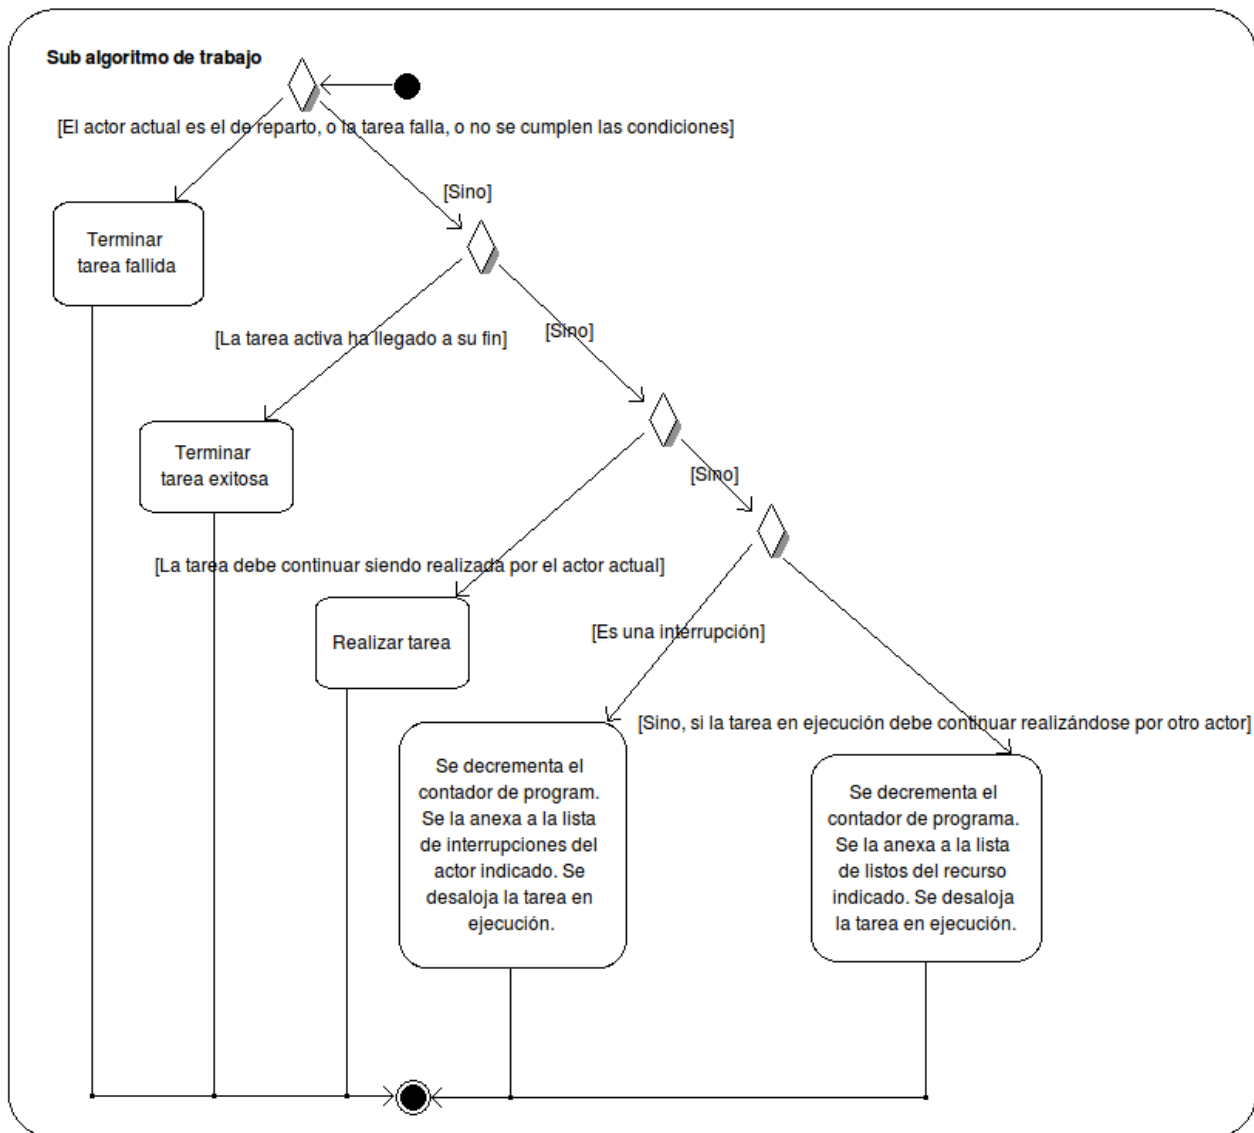 Sub algoritmo de trabajo
[El actor actual es el de reparto, o la tarea falla, o no se cumplen las condiciones]
[Sino]
Terminar
tarea fallida
[La tarea activa ha llegado a su fin]
[Sino]
Terminar
tarea exitosa
[Sino]
[La tarea debe continuar siendo realizada por el actor actual]
Realizar tarea
[Es una interrupción]
[Sino, si la tarea en ejecución debe continuar realizándose por otro actor]
Se decrementa el
contador de program.
Se la anexa a la lista
de interrupciones del
actor indicado. Se
desaloja la tarea en
ejecución.
Se decrementa el
contador de programa.
Se la anexa a la lista
de listos del recurso
indicado. Se desaloja
la tarea en ejecución.